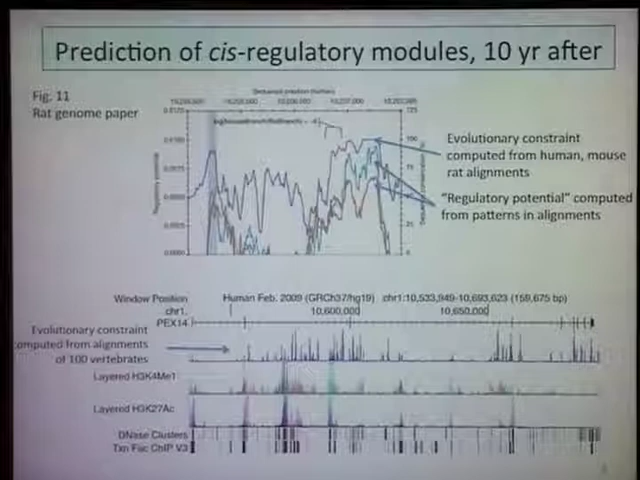 Prediction of cis-regulatory modules, 10 yr after
Fig. 11
Rat genome paper
Evolutionary constraint
computed from human, mouse
rat alignments
"Regulatory potential" computed
from patterns in alignments
Window Position
Human Feb. 2009 (GRCh37/hg19) chr1:10,533,949-10,693,623 (159,675 bp)
chr1.
10,600,000
10,650,000
PEX14
Evolutionary constraint
computed from alignments
of 100 vertebrates
Layered H3K4Me1
Layered H3K27Ac
DNase Clusters
Txn Fac ChIP V3